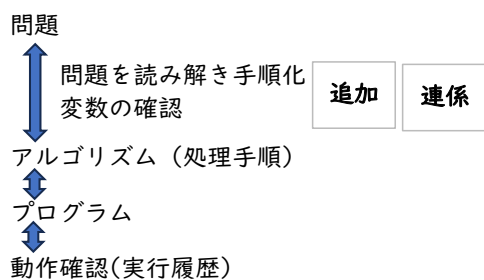 問題
問題を読み解き手順化
変数の確認
追加
連係
アルゴリズム（処理手順）
プログラム
動作確認(実行履歴)